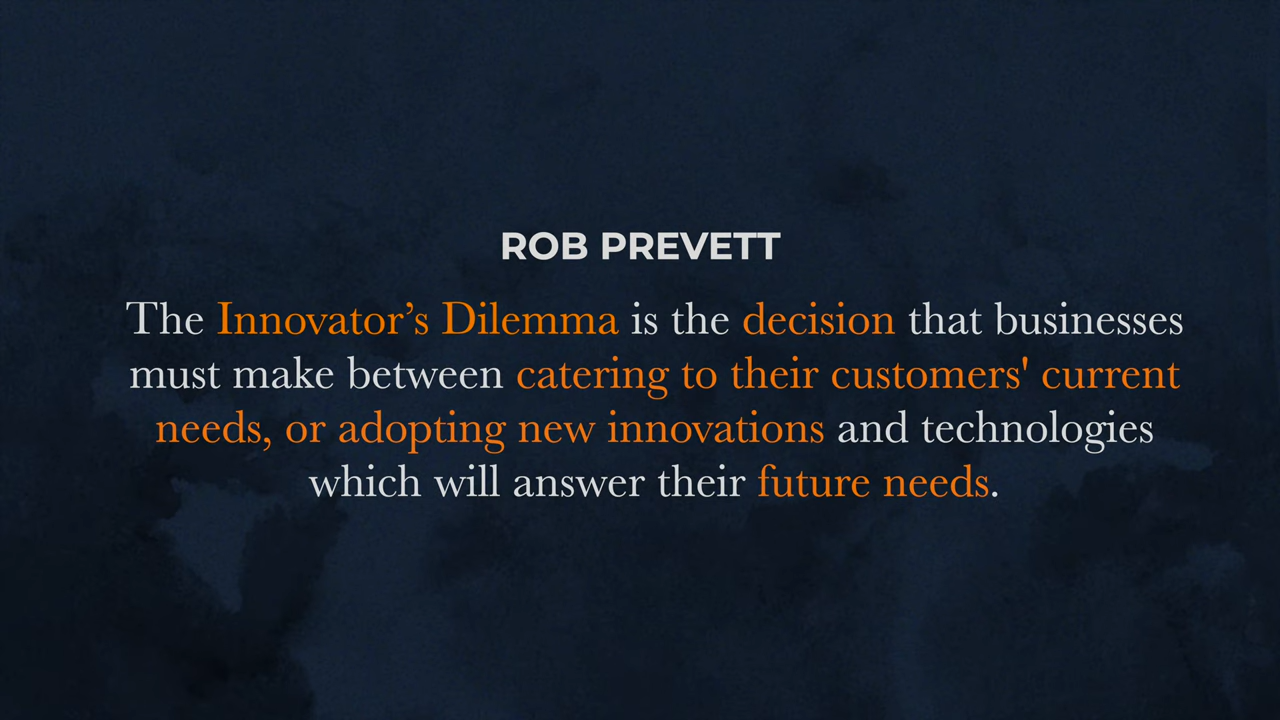 ROB PREVETT
The Innovator’s Dilemma is the decision that businesses
must make between catering to their customers' current
needs, or adopting new innovations and technologies
which will answer their future needs.